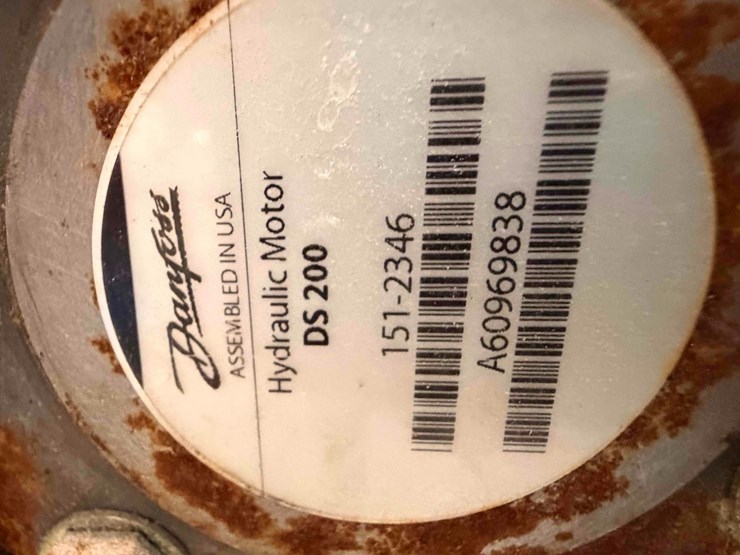 Danfoss
ASSEMBLED IN USA
Hydraulic Motor
DS 200
151-2346
A60969838